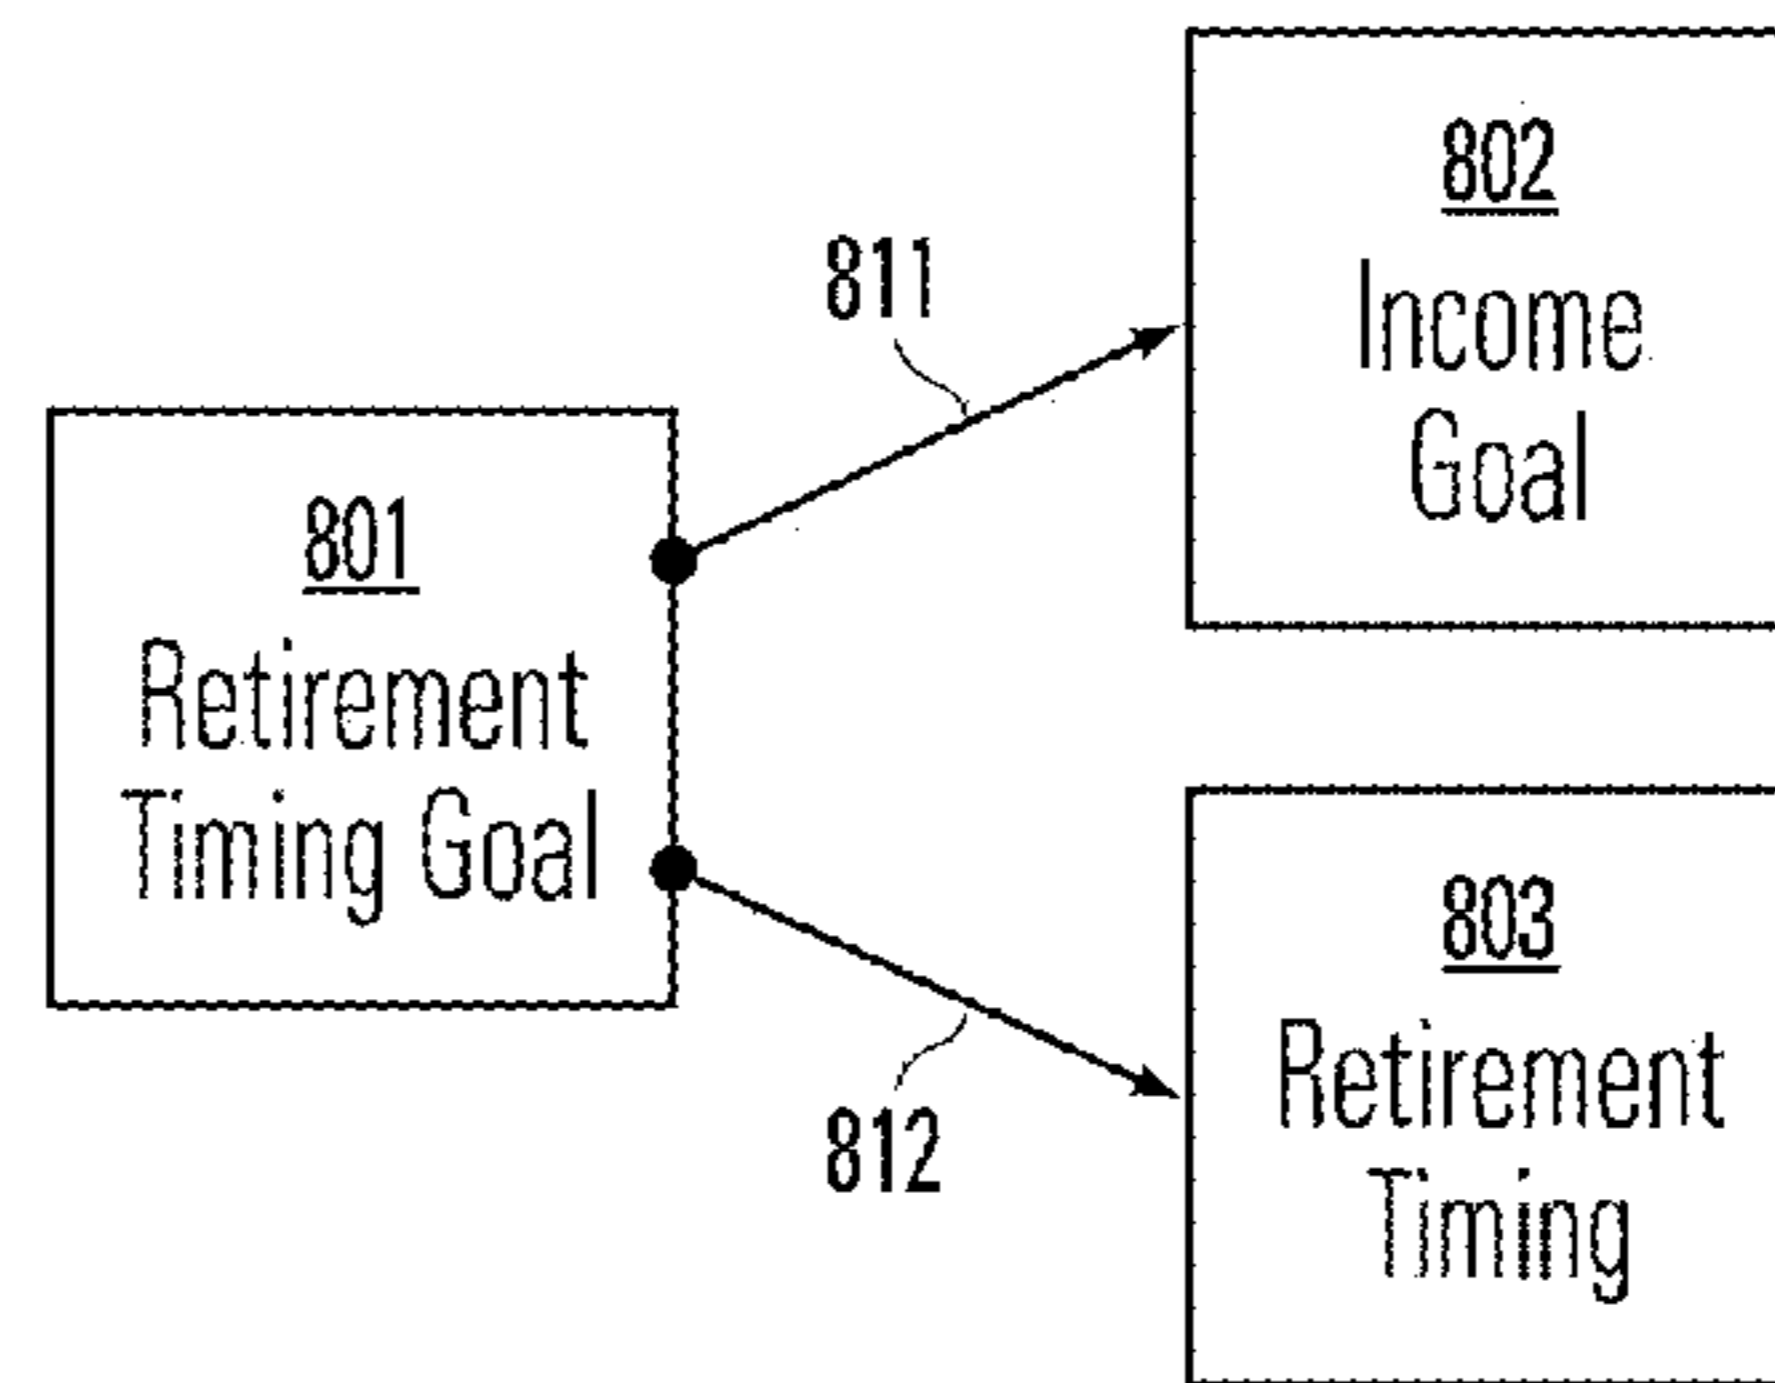 802
Income
Goal
811
801
Retirement
Timing Goal
812
803
Retirement
Timing